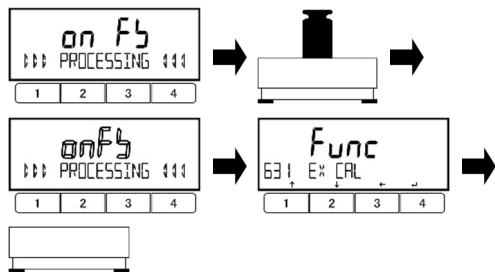 on FS
PROCESSING
1 2 3 4
onFS
PROCESSING
1 2 3 4
Func
631 EX CAL
↑ ↓ ← ↵
1 2 3 4